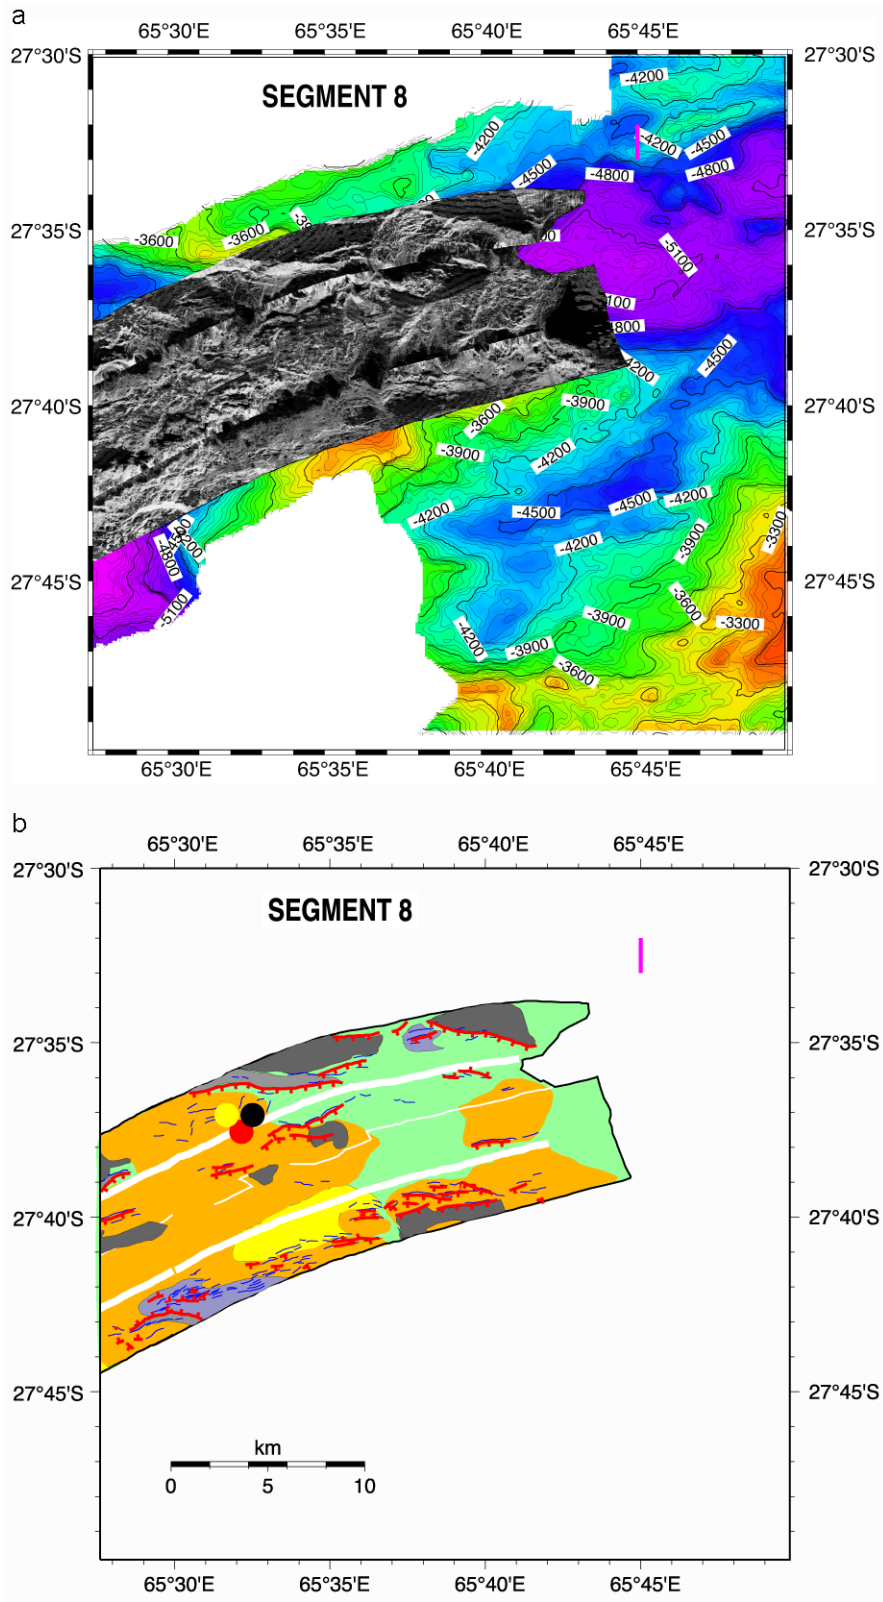 a
65°30'E 65°35'E 65°40'E 65°45'E
27°30'S 27°30'S
SEGMENT 8
-4200
-4200 -4200 -4500
-4500 -4800 -4800
27°35'S 27°35'S
-3600 -3600
-5100
-4500
-4200
27°40'S 27°40'S
-3600 -3900
-3900 -4200
-4200 -4500 -4500 -4200
-4200 -3900 -3300
-4800 -4200
27°45'S 27°45'S
-5100 -3900 -3600 -3300
-4200 -3900
-3600
65°30'E 65°35'E 65°40'E 65°45'E
b
65°30'E 65°35'E 65°40'E 65°45'E
27°30'S 27°30'S
SEGMENT 8
27°35'S 27°35'S
27°40'S 27°40'S
27°45'S 27°45'S
km
0 5 10
65°30'E 65°35'E 65°40'E 65°45'E